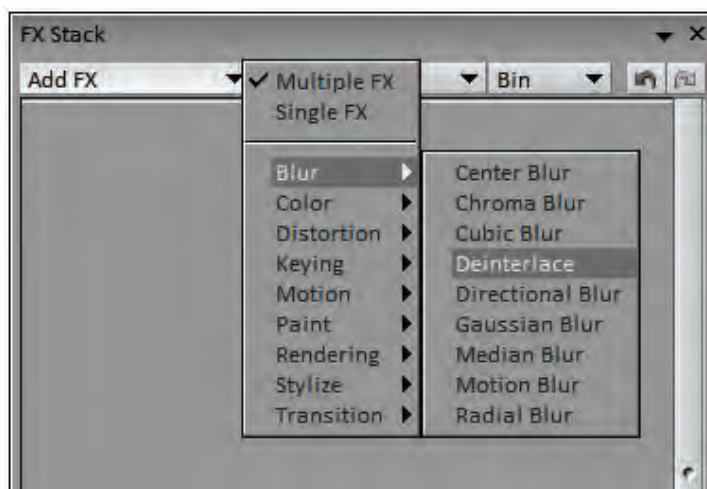 FX Stack
Add FX
Bin
Multiple FX
Single FX
Blur
Color
Distortion
Keying
Motion
Paint
Rendering
Stylize
Transition
Center Blur
Chroma Blur
Cubic Blur
Deinterlace
Directional Blur
Gaussian Blur
Median Blur
Motion Blur
Radial Blur